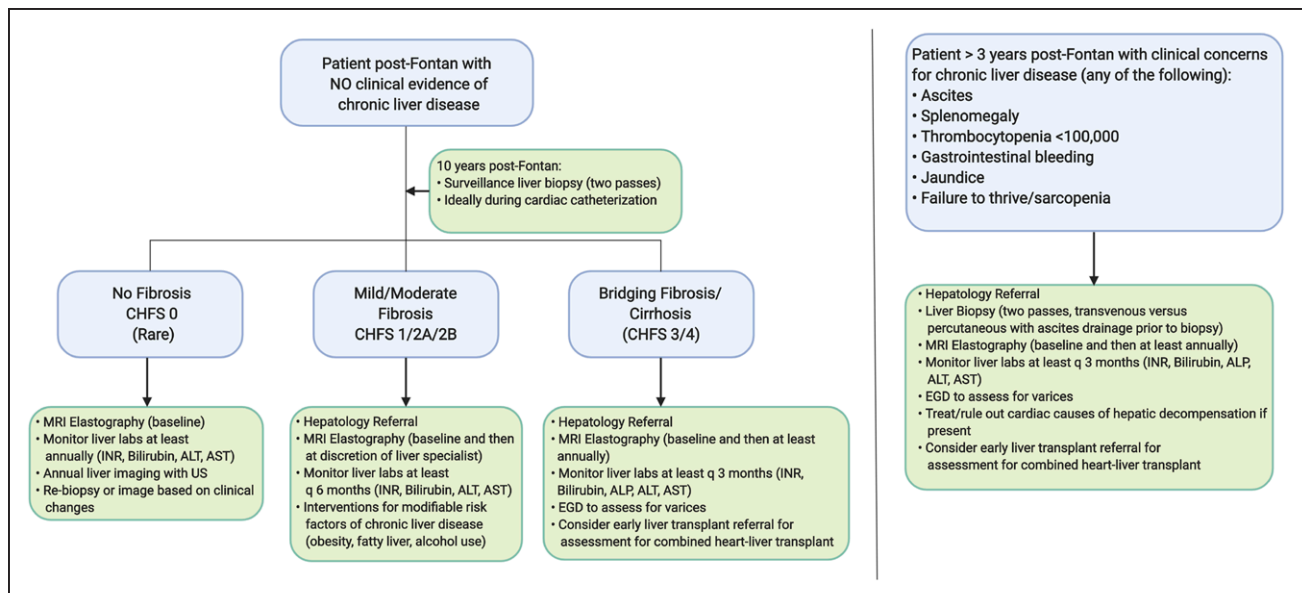 Patient post-Fontan with
NO clinical evidence of
chronic liver disease
10 years post-Fontan:
• Surveillance liver biopsy (two passes)
• Ideally during cardiac catheterization
No Fibrosis
CHFS 0
(Rare)
Mild/Moderate
Fibrosis
CHFS 1/2A/2B
Bridging Fibrosis/
Cirrhosis
(CHFS 3/4)
• MRI Elastography (baseline)
• Monitor liver labs at least
annually (INR, Bilirubin, ALT, AST)
• Annual liver imaging with US
• Re-biopsy or image based on clinical
changes
• Hepatology Referral
• MRI Elastography (baseline and then
at discretion of liver specialist)
• Monitor liver labs at least
q 6 months (INR, Bilirubin, ALT, AST)
• Interventions for modifiable risk
factors of chronic liver disease
(obesity, fatty liver, alcohol use)
• Hepatology Referral
• MRI Elastography (baseline and then at least
annually)
• Monitor liver labs at least q 3 months (INR,
Bilirubin, ALP, ALT, AST)
• EGD to assess for varices
• Consider early liver transplant referral for
assessment for combined heart-liver transplant
Patient > 3 years post-Fontan with clinical concerns
for chronic liver disease (any of the following):
• Ascites
• Splenomegaly
• Thrombocytopenia <100,000
• Gastrointestinal bleeding
• Jaundice
• Failure to thrive/sarcopenia
• Hepatology Referral
• Liver Biopsy (two passes, transvenous versus
percutaneous with ascites drainage prior to biopsy)
• MRI Elastography (baseline and then at least annually)
• Monitor liver labs at least q 3 months (INR, Bilirubin, ALP,
ALT, AST)
• EGD to assess for varices
• Treat/rule out cardiac causes of hepatic decompensation if
present
• Consider early liver transplant referral for
assessment for combined heart-liver transplant